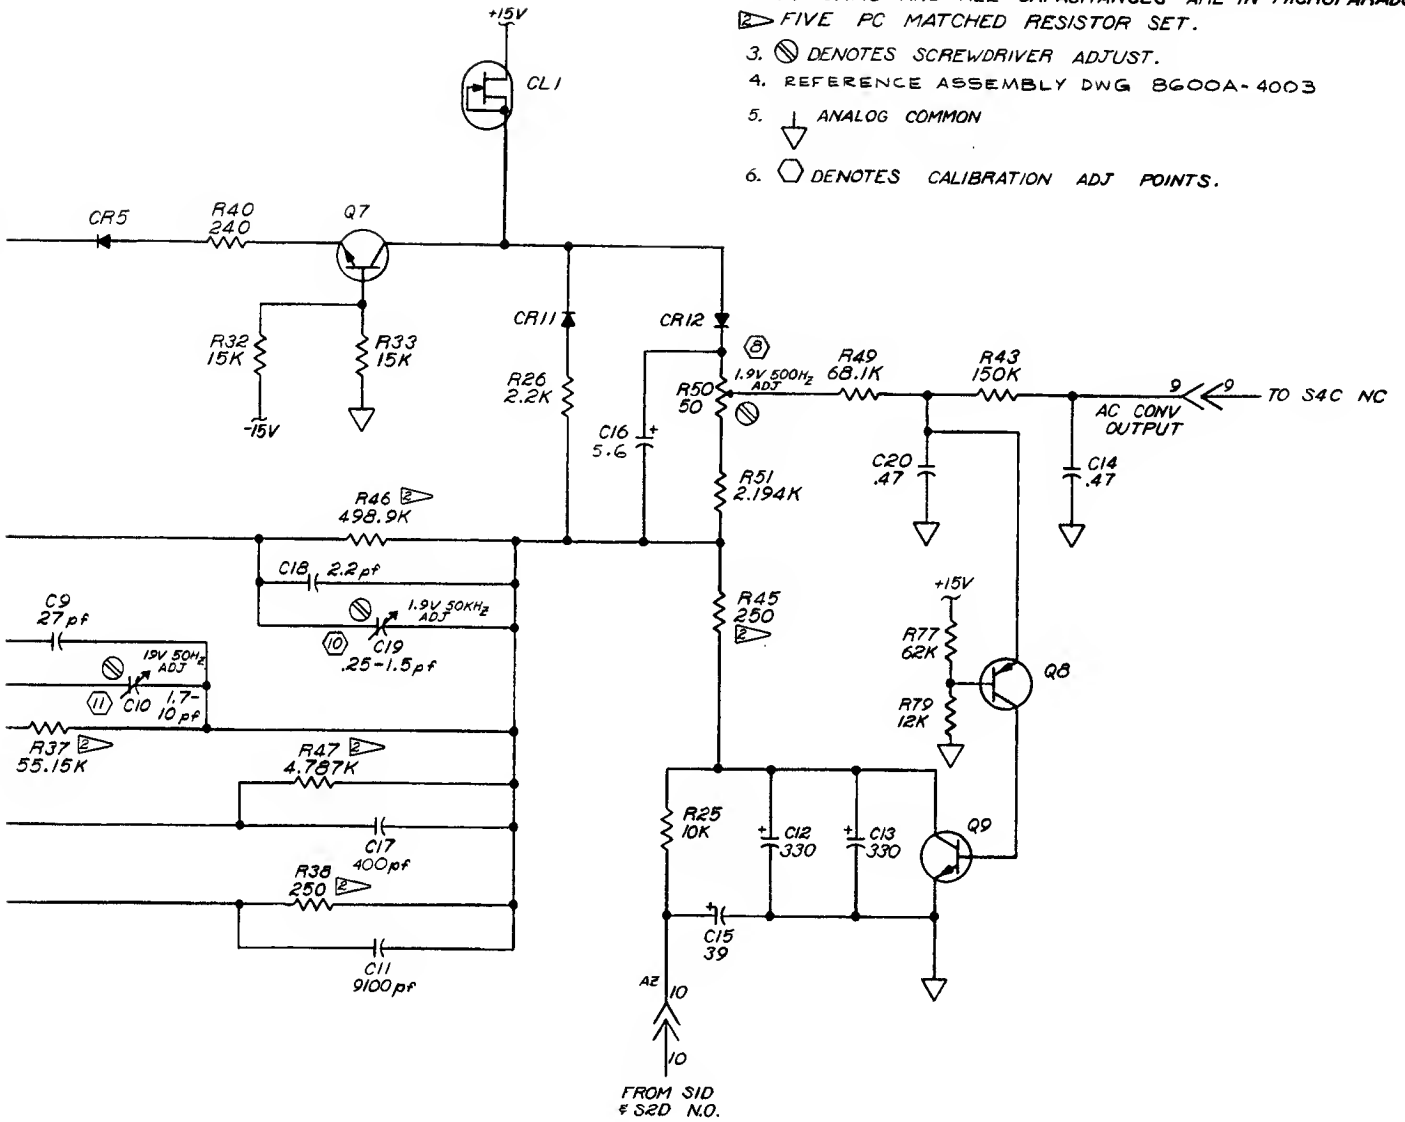 +15V
CL1
2 FIVE PC MATCHED RESISTOR SET.
3. DENOTES SCREWDRIVER ADJUST.
4. REFERENCE ASSEMBLY DWG 8600A-4003
5. ANALOG COMMON
6. DENOTES CALIBRATION ADJ POINTS.
CR5
R40
240
Q7
R32
15K
R33
15K
-15V
CR11
R26
2.2K
CR12
8
R50
50
1.9V 500HZ
ADJ
R49
68.1K
R43
150K
9 9
TO S4C NC
AC CONV
OUTPUT
C16
5.6
+
R51
2.194K
C20
.47
C14
.47
R46 2
498.9K
C18 2.2pf
1.9V 50KHZ
ADJ
10
C19
.25-1.5pf
C9
27pf
19V 50HZ
ADJ
11
C10
1.7-
10pf
R37 2
55.15K
R47 2
4.787K
C17
400pf
R38
250 2
C11
9100pf
R45
250
2
+15V
R77
62K
R79
12K
Q8
R25
10K
+ C12
330
+ C13
330
Q9
+
C15
39
AZ
10
10
FROM S1D
& S2D N.O.